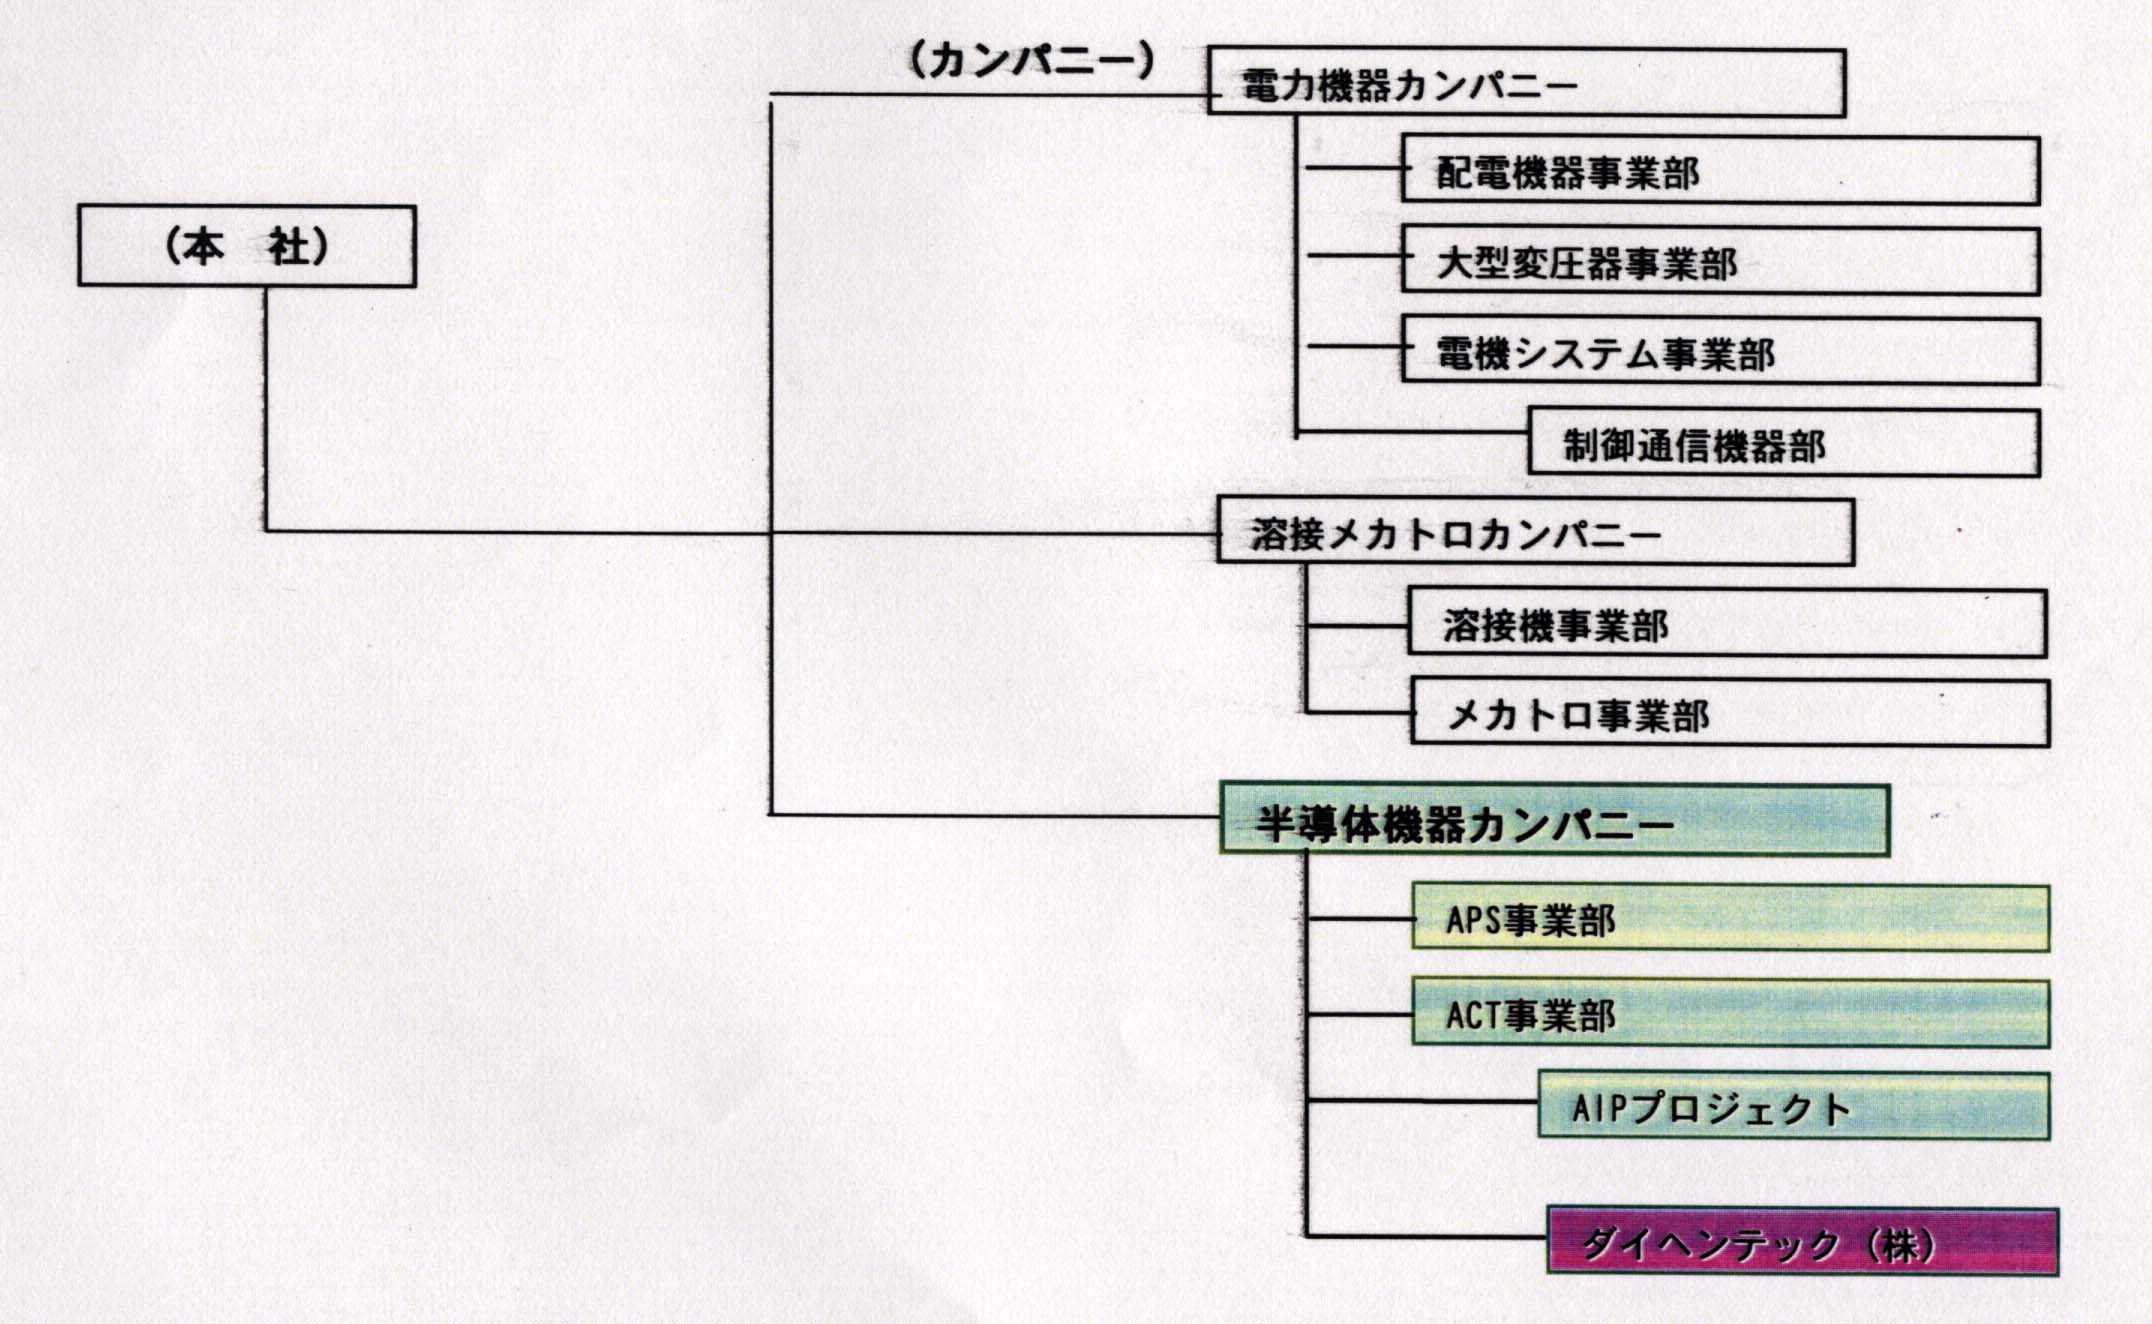 （カンパニー）
電力機器カンパニー
配電機器事業部
（本　社）
大型変圧器事業部
電機システム事業部
制御通信機器部
溶接メカトロカンパニー
溶接機事業部
メカトロ事業部
半導体機器カンパニー
APS事業部
ACT事業部
AIPプロジェクト
ダイヘンテック（株）